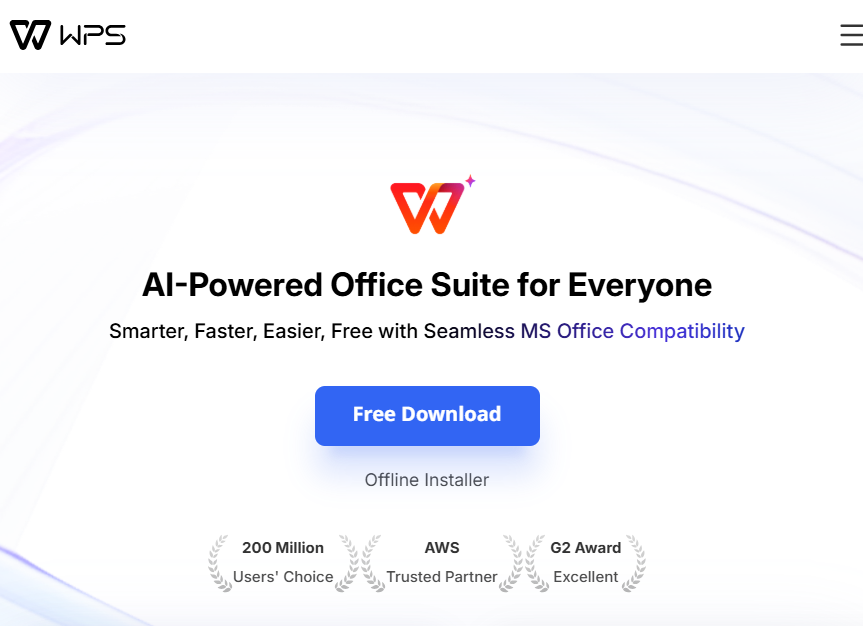 WPS
AI-Powered Office Suite for Everyone
Smarter, Faster, Easier, Free with Seamless MS Office Compatibility
Free Download
Offline Installer
200 Million
Users' Choice
AWS
Trusted Partner
G2 Award
Excellent